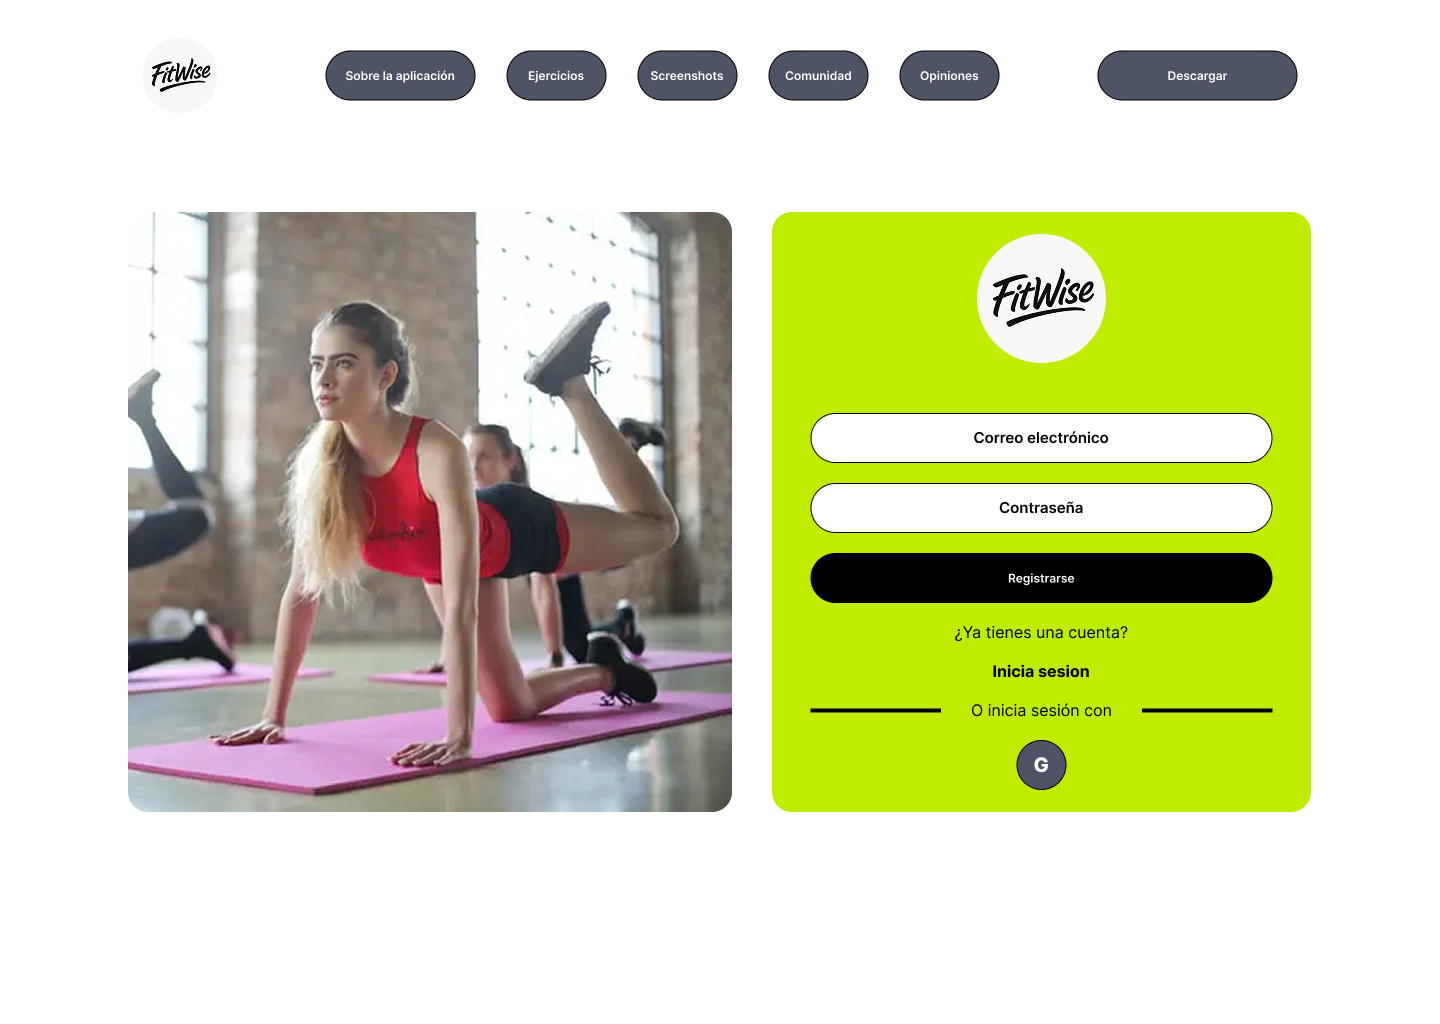 FitWise
Sobre la aplicación
Ejercicios
Screenshots
Comunidad
Opiniones
Descargar
FitWise
Correo electrónico
Contraseña
Registrarse
¿Ya tienes una cuenta?
Inicia sesion
O inicia sesión con
G